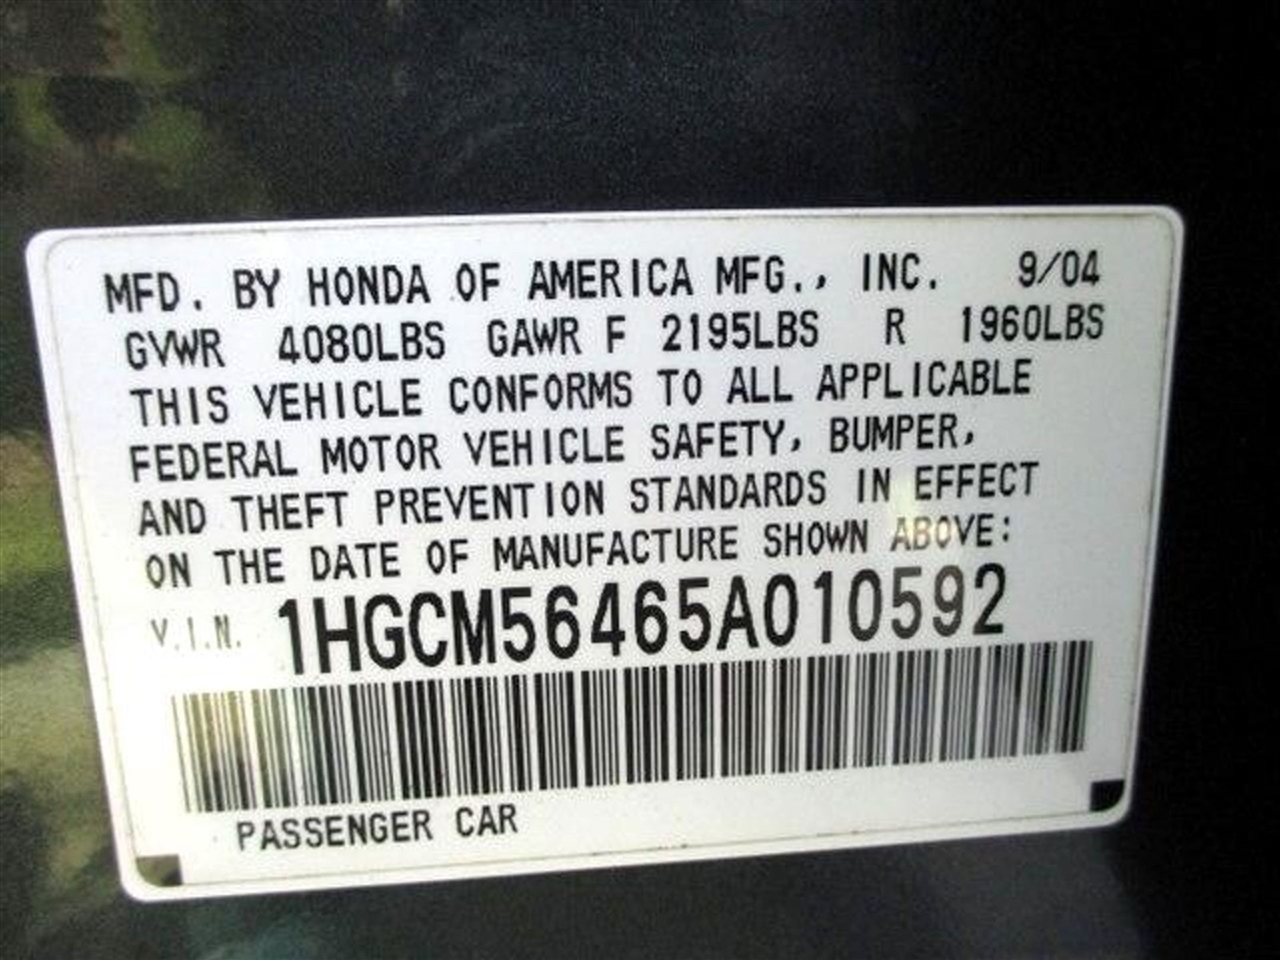 MFD. BY HONDA OF AMERICA MFG., INC. 9/04
GVWR 4080LBS GAWR F 2195LBS R 1960LBS
THIS VEHICLE CONFORMS TO ALL APPLICABLE
FEDERAL MOTOR VEHICLE SAFETY, BUMPER,
AND THEFT PREVENTION STANDARDS IN EFFECT
ON THE DATE OF MANUFACTURE SHOWN ABOVE:
V.I.N. 1HGCM56465A010592
PASSENGER CAR